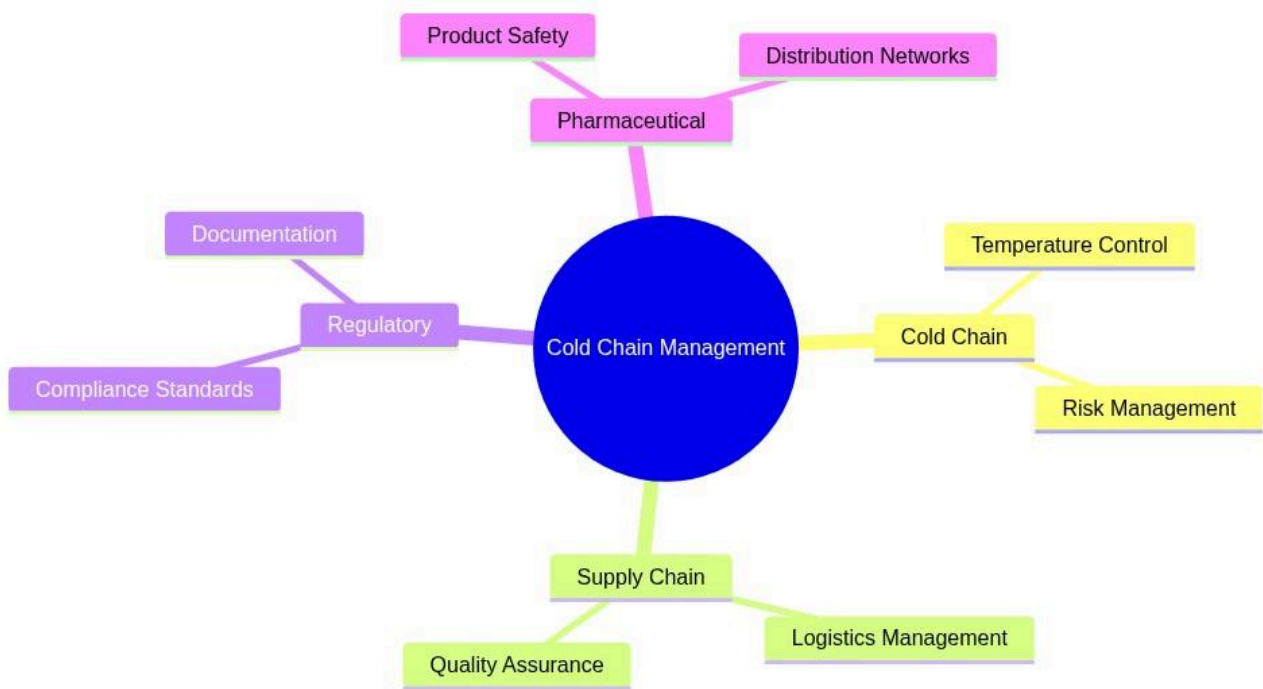 Product Safety
Distribution Networks
Pharmaceutical
Documentation
Temperature Control
Regulatory
Cold Chain Management
Cold Chain
Compliance Standards
Risk Management
Supply Chain
Logistics Management
Quality Assurance